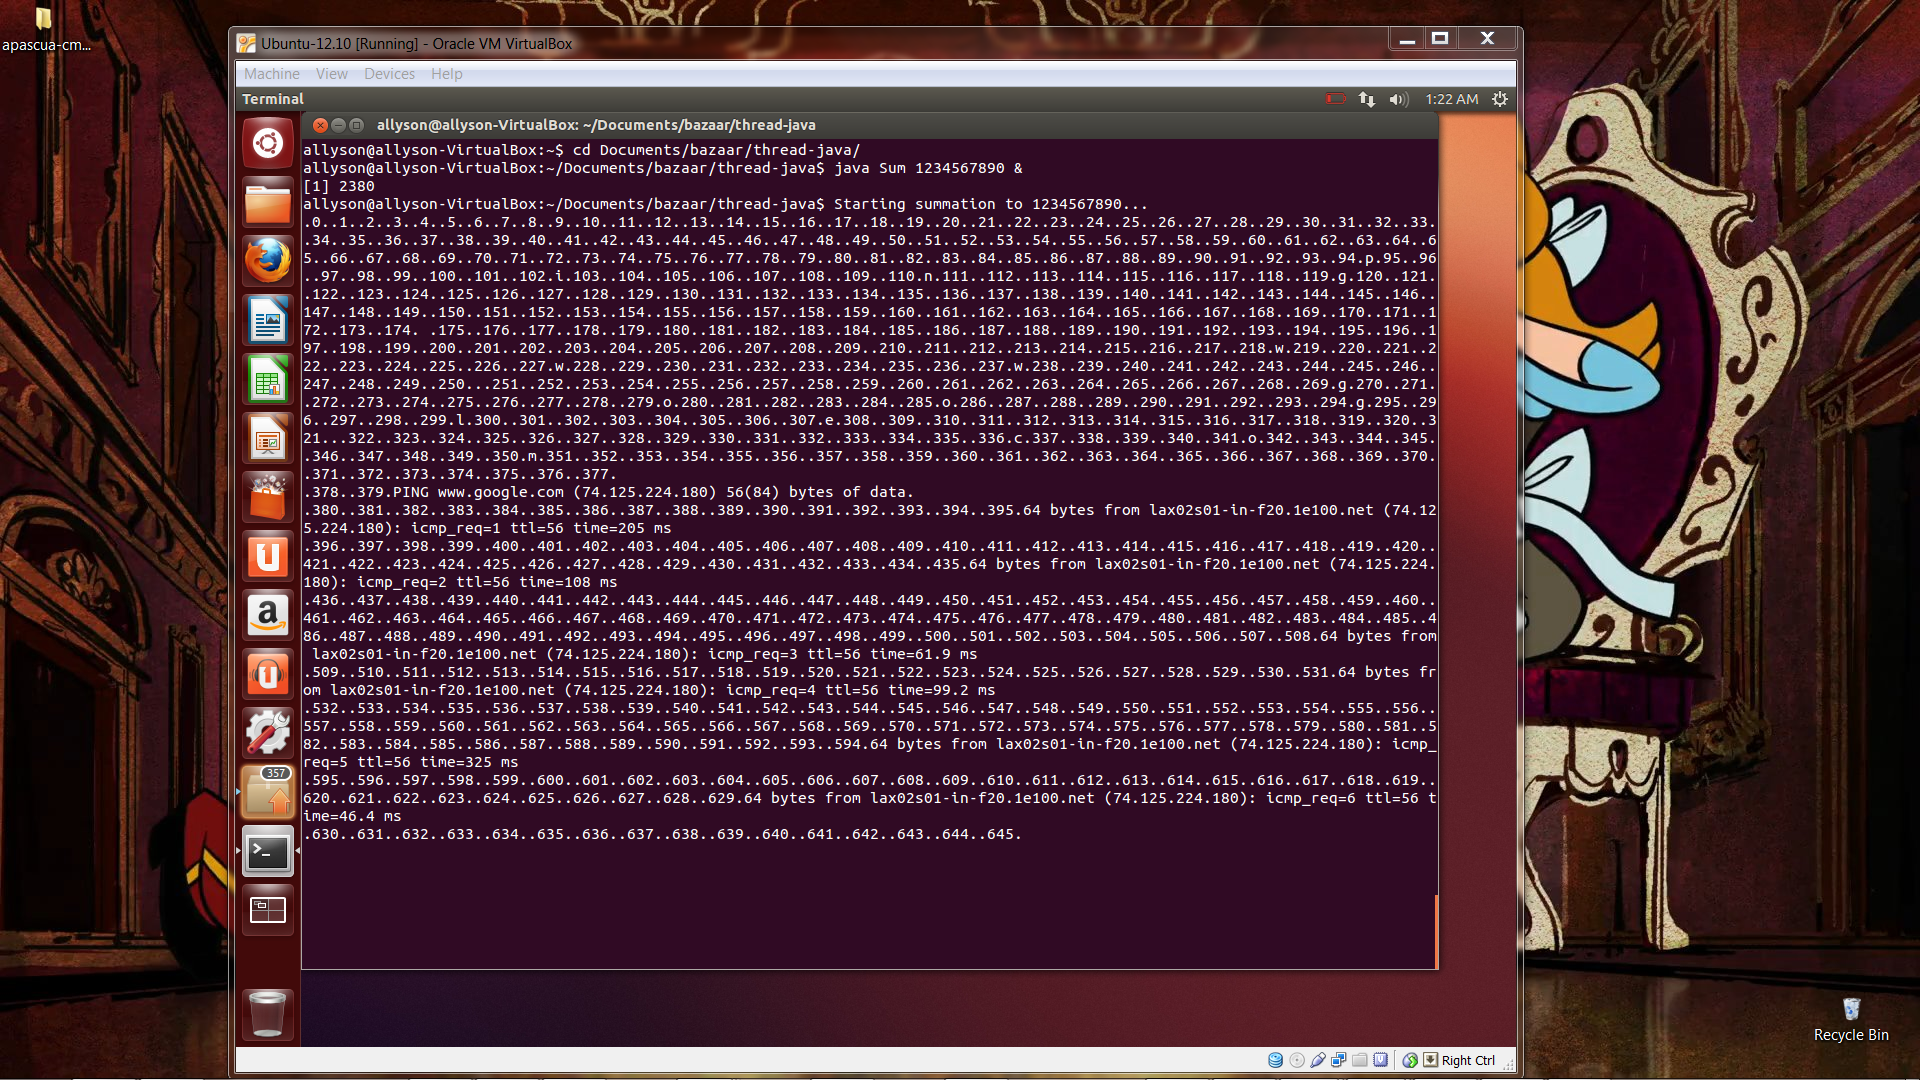 apascua-cm...
Ubuntu-12.10 [Running] - Oracle VM VirtualBox
Machine View Devices Help
Terminal 1:22 AM
allyson@allyson-VirtualBox: ~/Documents/bazaar/thread-java
allyson@allyson-VirtualBox:~$ cd Documents/bazaar/thread-java/
allyson@allyson-VirtualBox:~/Documents/bazaar/thread-java$ java Sum 1234567890 &
[1] 2380
allyson@allyson-VirtualBox:~/Documents/bazaar/thread-java$ Starting summation to 1234567890...
.0..1..2..3..4..5..6..7..8..9..10..11..12..13..14..15..16..17..18..19..20..21..22..23..24..25..26..27..28..29..30..31..32..33.
.34..35..36..37..38..39..40..41..42..43..44..45..46..47..48..49..50..51..52..53..54..55..56..57..58..59..60..61..62..63..64..6
5..66..67..68..69..70..71..72..73..74..75..76..77..78..79..80..81..82..83..84..85..86..87..88..89..90..91..92..93..94.p.95..96
..97..98..99..100..101..102.i.103..104..105..106..107..108..109..110.n.111..112..113..114..115..116..117..118..119.g.120..121.
.122..123..124..125..126..127..128..129..130..131..132..133..134..135..136..137..138..139..140..141..142..143..144..145..146..
147..148..149..150..151..152..153..154..155..156..157..158..159..160..161..162..163..164..165..166..167..168..169..170..171..1
72..173..174. .175..176..177..178..179..180..181..182..183..184..185..186..187..188..189..190..191..192..193..194..195..196..1
97..198..199..200..201..202..203..204..205..206..207..208..209..210..211..212..213..214..215..216..217..218.w.219..220..221..2
22..223..224..225..226..227.w.228..229..230..231..232..233..234..235..236..237.w.238..239..240..241..242..243..244..245..246..
247..248..249..250...251..252..253..254..255..256..257..258..259..260..261..262..263..264..265..266..267..268..269.g.270..271.
.272..273..274..275..276..277..278..279.o.280..281..282..283..284..285.o.286..287..288..289..290..291..292..293..294.g.295..29
6..297..298..299.l.300..301..302..303..304..305..306..307.e.308..309..310..311..312..313..314..315..316..317..318..319..320..3
21...322..323..324..325..326..327..328..329..330..331..332..333..334..335..336.c.337..338..339..340..341.o.342..343..344..345.
.346..347..348..349..350.m.351..352..353..354..355..356..357..358..359..360..361..362..363..364..365..366..367..368..369..370.
.371..372..373..374..375..376..377.
.378..379.PING www.google.com (74.125.224.180) 56(84) bytes of data.
.380..381..382..383..384..385..386..387..388..389..390..391..392..393..394..395.64 bytes from lax02s01-in-f20.1e100.net (74.12
5.224.180): icmp_req=1 ttl=56 time=205 ms
.396..397..398..399..400..401..402..403..404..405..406..407..408..409..410..411..412..413..414..415..416..417..418..419..420..
421..422..423..424..425..426..427..428..429..430..431..432..433..434..435.64 bytes from lax02s01-in-f20.1e100.net (74.125.224.
180): icmp_req=2 ttl=56 time=108 ms
.436..437..438..439..440..441..442..443..444..445..446..447..448..449..450..451..452..453..454..455..456..457..458..459..460..
461..462..463..464..465..466..467..468..469..470..471..472..473..474..475..476..477..478..479..480..481..482..483..484..485..4
86..487..488..489..490..491..492..493..494..495..496..497..498..499..500..501..502..503..504..505..506..507..508.64 bytes from
 lax02s01-in-f20.1e100.net (74.125.224.180): icmp_req=3 ttl=56 time=61.9 ms
.509..510..511..512..513..514..515..516..517..518..519..520..521..522..523..524..525..526..527..528..529..530..531.64 bytes fr
om lax02s01-in-f20.1e100.net (74.125.224.180): icmp_req=4 ttl=56 time=99.2 ms
.532..533..534..535..536..537..538..539..540..541..542..543..544..545..546..547..548..549..550..551..552..553..554..555..556..
557..558..559..560..561..562..563..564..565..566..567..568..569..570..571..572..573..574..575..576..577..578..579..580..581..5
82..583..584..585..586..587..588..589..590..591..592..593..594.64 bytes from lax02s01-in-f20.1e100.net (74.125.224.180): icmp_
req=5 ttl=56 time=325 ms
.595..596..597..598..599..600..601..602..603..604..605..606..607..608..609..610..611..612..613..614..615..616..617..618..619..
620..621..622..623..624..625..626..627..628..629.64 bytes from lax02s01-in-f20.1e100.net (74.125.224.180): icmp_req=6 ttl=56 t
ime=46.4 ms
.630..631..632..633..634..635..636..637..638..639..640..641..642..643..644..645.
357
Recycle Bin
Right Ctrl